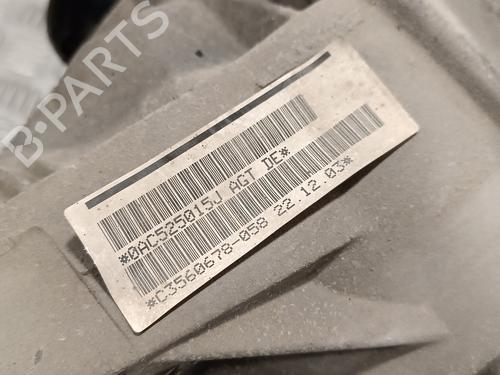 B-PARTS
*0AC525015J AGT DE*
*C3560678-058 22.12.03*